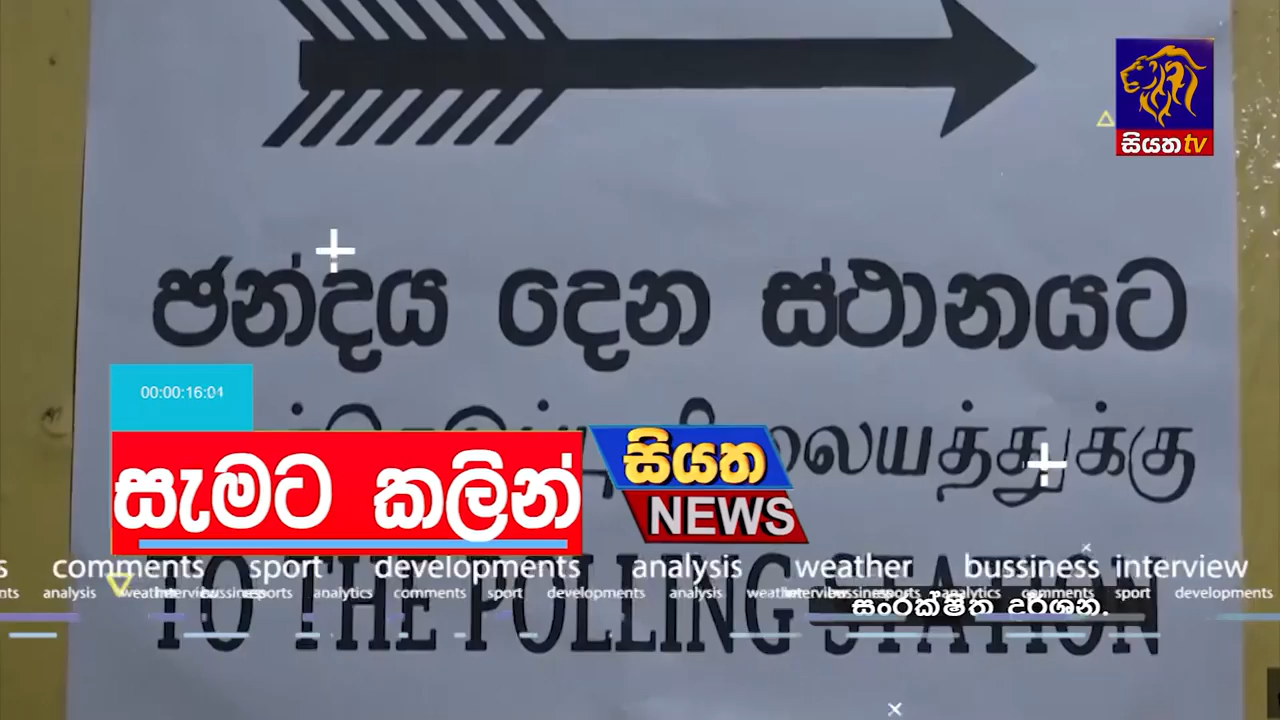 සියත tv
ඡන්දය දෙන ස්ථානයට
00:00:16:04
සැමට කලින්
සියත
NEWS
comments sport developments analysis weather bussiness interview
analysis comments sport developments analysis
analytics comments sport developments
සංරක්ෂිත දර්ශන.
TO THE POLLING STATION